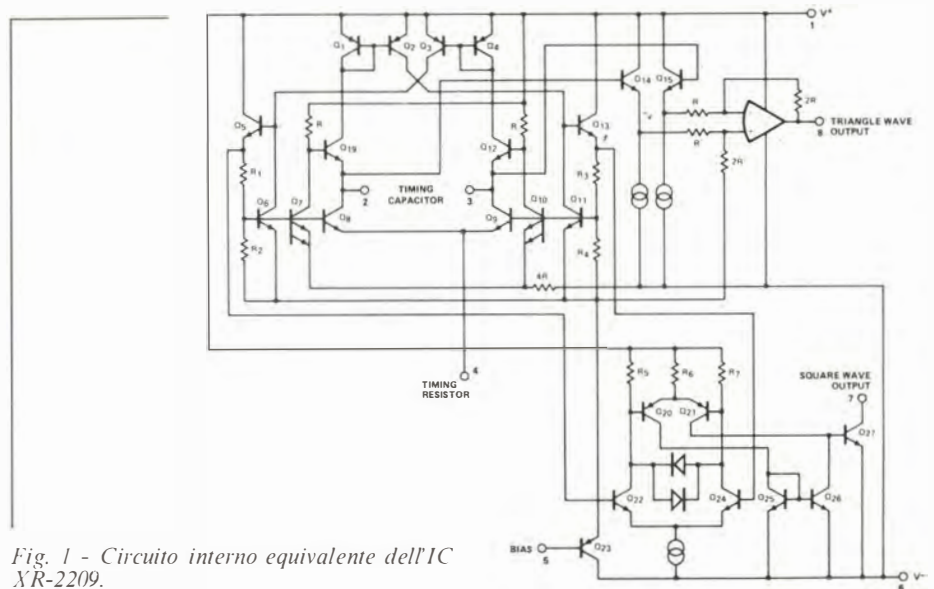 V+
1
Q1
Q2
Q3
Q4
Q14
Q15
R
2R
Q5
R
R
Q13
TRIANGLE WAVE
8 OUTPUT
R
Q19
Q12
2R
R1
R3
TIMING
CAPACITOR
2
3
Q6
Q7
Q8
Q9
Q10
Q11
R2
R4
4R
4
TIMING
RESISTOR
R5
R6
R7
SQUARE WAVE
OUTPUT
7
Q20
Q21
Q27
Q22
Q24
Q25
Q26
BIAS
5
Q23
V-
6
Fig. 1 - Circuito interno equivalente dell'IC
XR-2209.